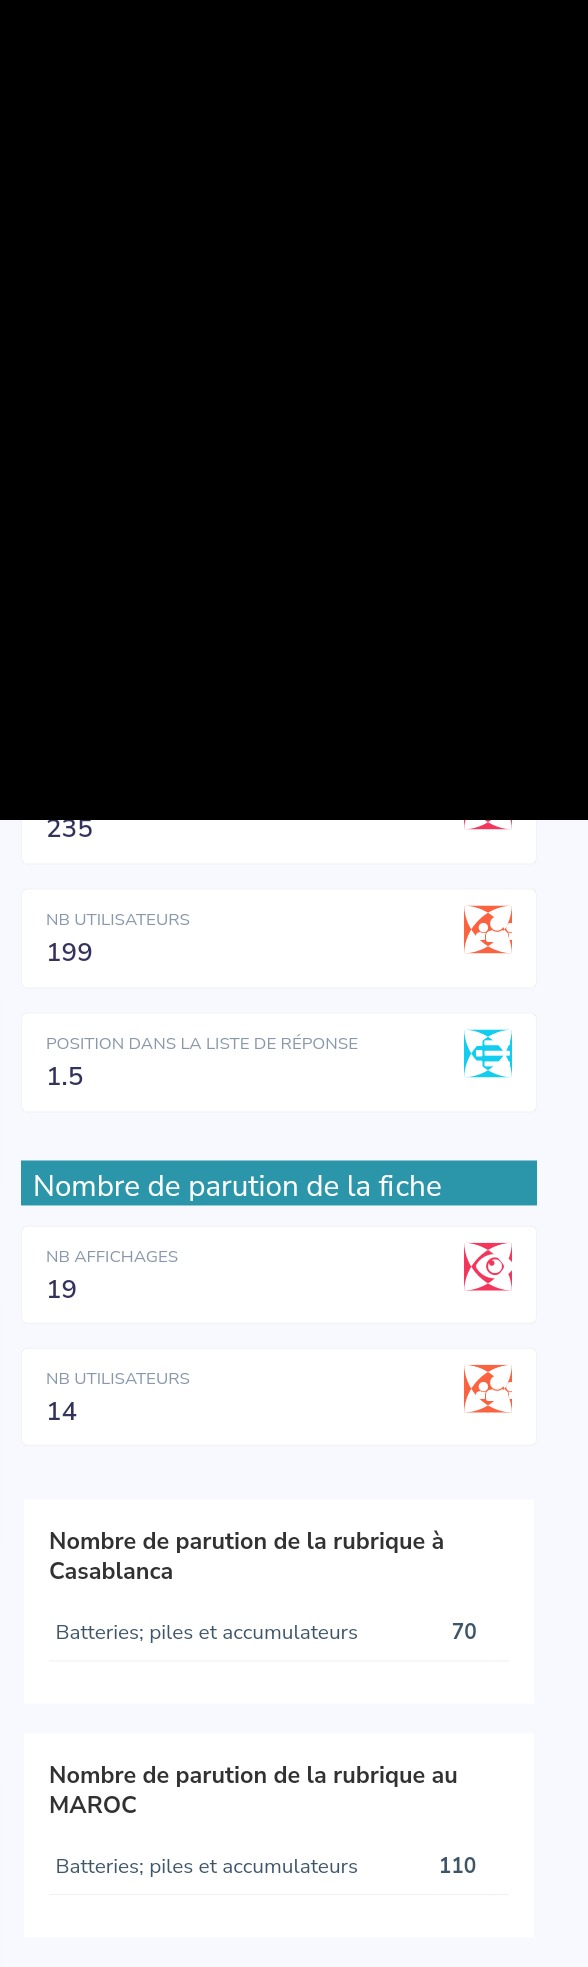 235
NB UTILISATEURS
199
POSITION DANS LA LISTE DE RÉPONSE
1.5
Nombre de parution de la fiche
NB AFFICHAGES
19
NB UTILISATEURS
14
Nombre de parution de la rubrique à
Casablanca
Batteries; piles et accumulateurs 70
Nombre de parution de la rubrique au
MAROC
Batteries; piles et accumulateurs 110